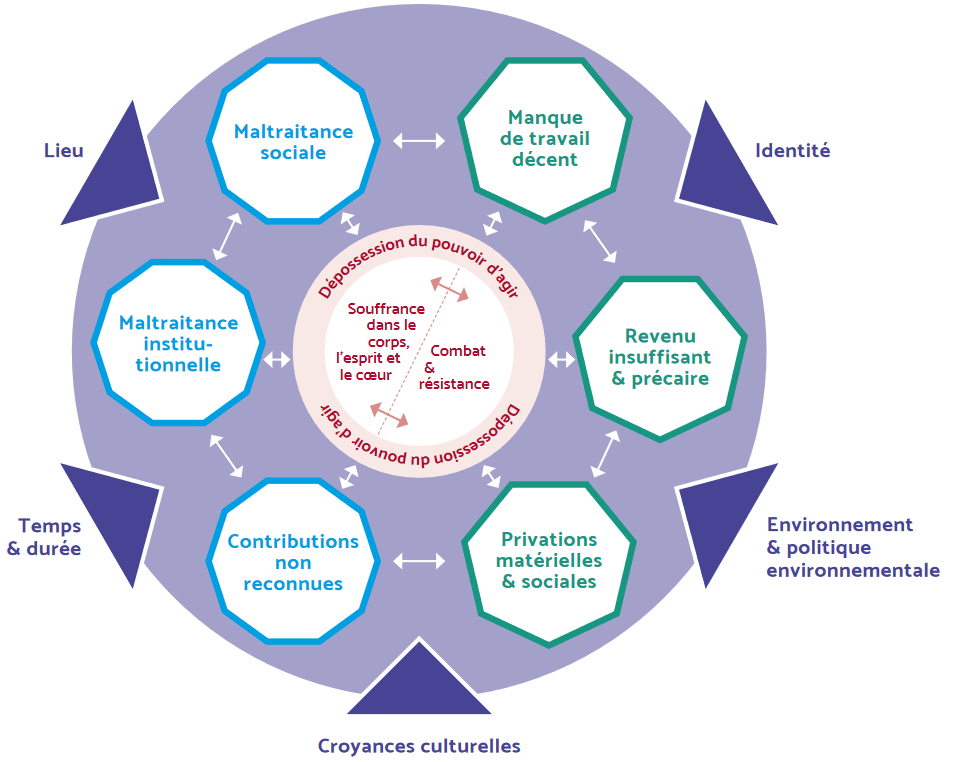 Maltraitance
sociale
Manque
de travail
décent
Lieu
Identité
Dépossession du pouvoir d'agir
Maltraitance
institu-
tionnelle
Souffrance
dans le
corps,
l'esprit et
le cœur
Combat
&
résistance
Revenu
insuffisant
& précaire
Dépossession du pouvoir d'agir
Temps
& durée
Contributions
non
reconnues
Privations
matérielles
& sociales
Environnement
& politique
environnementale
Croyances culturelles